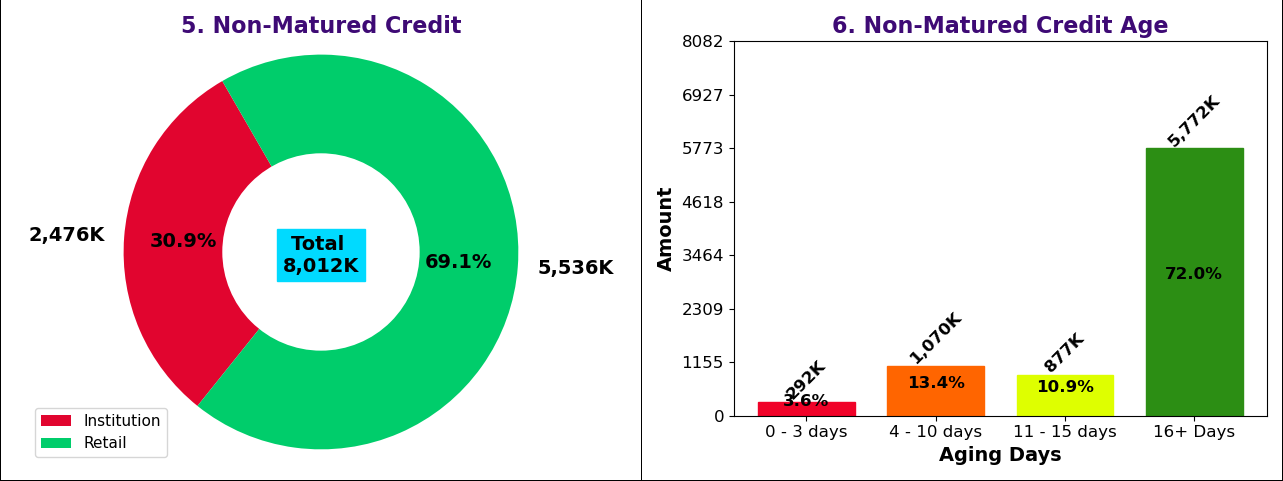 5. Non-Matured Credit
2,476K
30.9%
Total
8,012K
69.1%
5,536K
Institution
Retail
6. Non-Matured Credit Age
Amount
8082
6927
5773
4618
3464
2309
1155
0
292K
3.6%
1,070K
13.4%
877K
10.9%
5,772K
72.0%
0 - 3 days
4 - 10 days
11 - 15 days
16+ Days
Aging Days